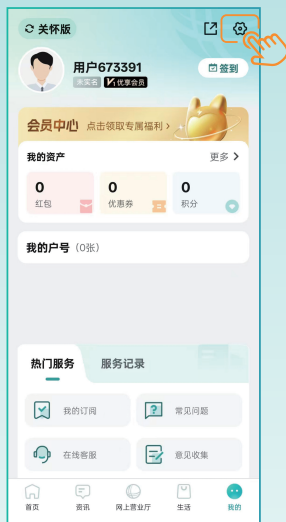 关怀版
用户673391
未实名 V1优享会员
签到
会员中心 点击领取专属福利>
我的资产 更多>
0 0 0
红包 优惠券 积分
我的户号（0张）
热门服务 服务记录
我的订阅 常见问题
在线客服 意见收集
首页 资讯 网上营业厅 生活 我的